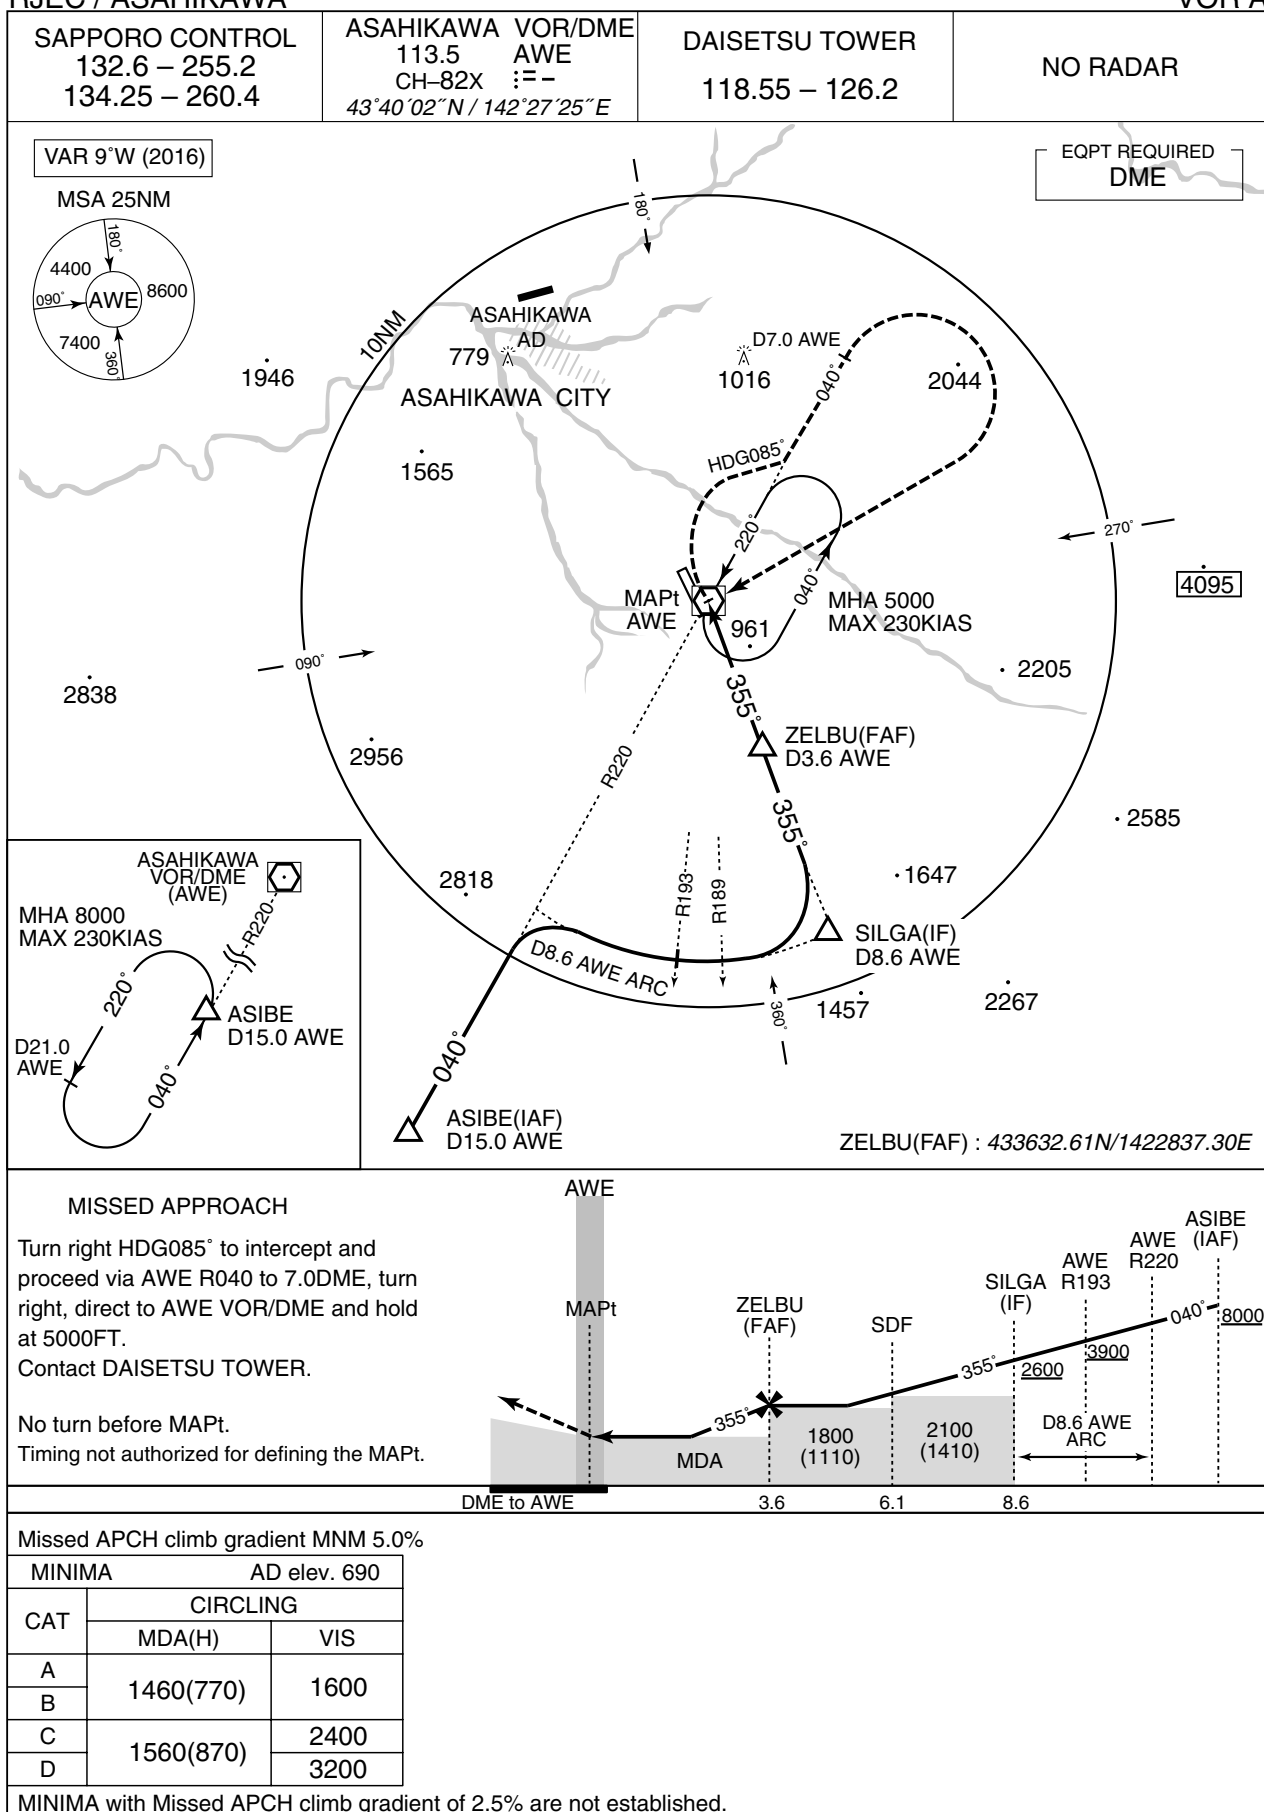 RJEC / ASAHIKAWA
VOR A
SAPPORO CONTROL
132.6 – 255.2
134.25 – 260.4
ASAHIKAWA VOR/DME
113.5 AWE
CH–82X
43°40′02″N / 142°27′25″E
DAISETSU TOWER
118.55 – 126.2
NO RADAR
VAR 9°W (2016)
MSA 25NM
180°
4400
8600
090°
AWE
7400
360°
EQPT REQUIRED
DME
180°
10NM
ASAHIKAWA
AD
779
ASAHIKAWA CITY
1946
1565
D7.0 AWE
1016
040°
2044
HDG085°
220°
040°
270°
4095
MAPt
AWE
961
MHA 5000
MAX 230KIAS
090°
2838
2205
355°
2956
R220
ZELBU(FAF)
D3.6 AWE
355°
2585
2818
R193
R189
1647
SILGA(IF)
D8.6 AWE
D8.6 AWE ARC
360°
1457
2267
040°
ASIBE(IAF)
D15.0 AWE
ASAHIKAWA
VOR/DME
(AWE)
MHA 8000
MAX 230KIAS
R220
220°
ASIBE
D15.0 AWE
D21.0
AWE
040°
ZELBU(FAF) : 433632.61N/1422837.30E
MISSED APPROACH
Turn right HDG085° to intercept and
proceed via AWE R040 to 7.0DME, turn
right, direct to AWE VOR/DME and hold
at 5000FT.
Contact DAISETSU TOWER.
No turn before MAPt.
Timing not authorized for defining the MAPt.
AWE
MAPt
ZELBU
(FAF)
SDF
SILGA
(IF)
AWE
R193
AWE
R220
ASIBE
(IAF)
040°
8000
3900
355°
2600
355°
MDA
1800
(1110)
2100
(1410)
D8.6 AWE
ARC
DME to AWE
3.6
6.1
8.6
Missed APCH climb gradient MNM 5.0%
MINIMA AD elev. 690
CAT
CIRCLING
MDA(H)
VIS
A
B
1460(770)
1600
C
D
1560(870)
2400
3200
MINIMA with Missed APCH climb gradient of 2.5% are not established.